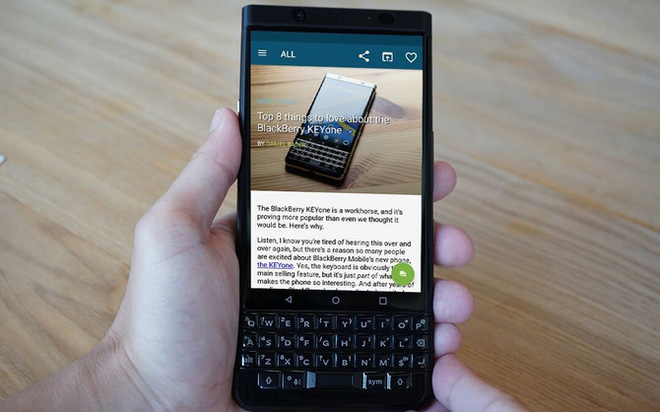 ALL
Top 8 things to love about the
BlackBerry KEYone
BY DANIEL BADER
The BlackBerry KEYone is a workhorse, and it's
proving more popular than even we thought it
would be. Here's why.
Listen, I know you're tired of hearing this over and
over again, but there's a reason so many people
are excited about BlackBerry Mobile's new phone,
the KEYone. Yes, the keyboard is obviously
main selling feature, but it's just part of what
makes the phone so interesting. And after years of
Q W E R T Y U I O P
A S D F G H J K L
alt Z X C V B N M $
sym